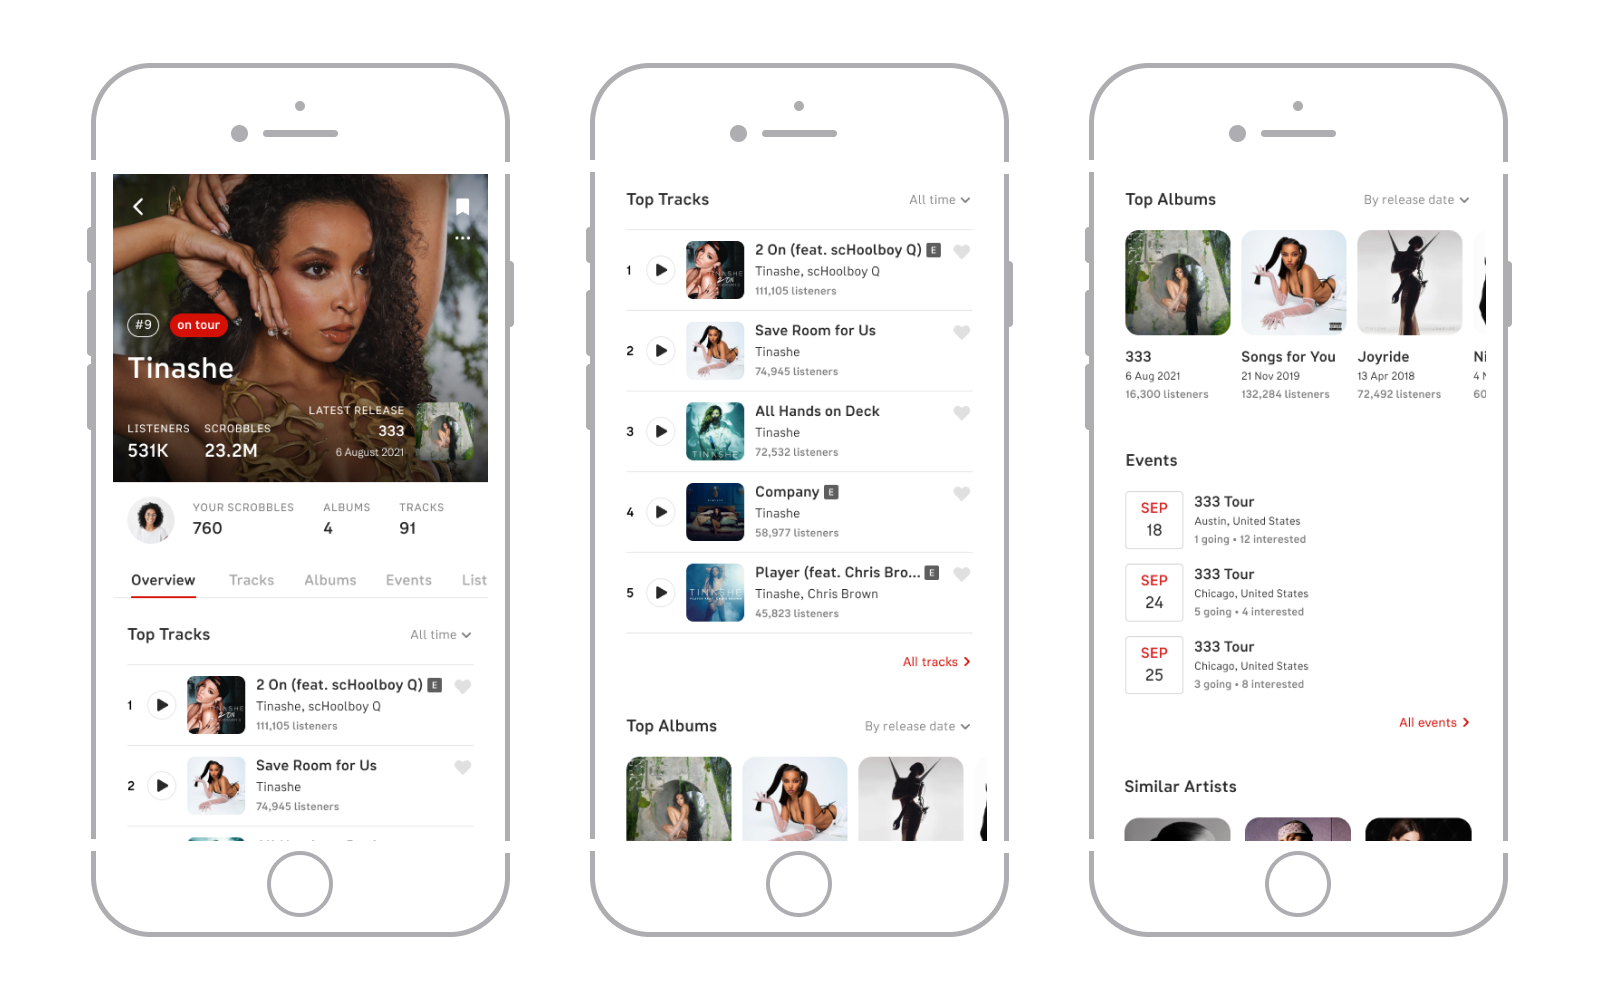 #9 on tour
Tinashe
LATEST RELEASE
LISTENERS SCROBBLES 333
531K 23.2M 6 August 2021
YOUR SCROBBLES ALBUMS TRACKS
760 4 91
Overview Tracks Albums Events List
Top Tracks All time
2 On (feat. scHoolboy Q) E
1 Tinashe, scHoolboy Q
111,105 listeners
Save Room for Us
2 Tinashe
74,945 listeners
Top Tracks All time
2 On (feat. scHoolboy Q) E
1 Tinashe, scHoolboy Q
111,105 listeners
Save Room for Us
2 Tinashe
74,945 listeners
All Hands on Deck
3 Tinashe
72,532 listeners
TINASHE
Company E
4 Tinashe
58,977 listeners
Player (feat. Chris Bro... E
TINASHE
5 Tinashe, Chris Brown
45,823 listeners
All tracks
Top Albums By release date
Top Albums By release date
333 Songs for You Joyride Ni
6 Aug 2021 21 Nov 2019 13 Apr 2018
16,300 listeners 132,284 listeners 72,492 listeners 60
Events
SEP 333 Tour
18 Austin, United States
1 going • 12 interested
SEP 333 Tour
24 Chicago, United States
5 going • 4 interested
SEP 333 Tour
25 Chicago, United States
3 going • 8 interested
All events
Similar Artists